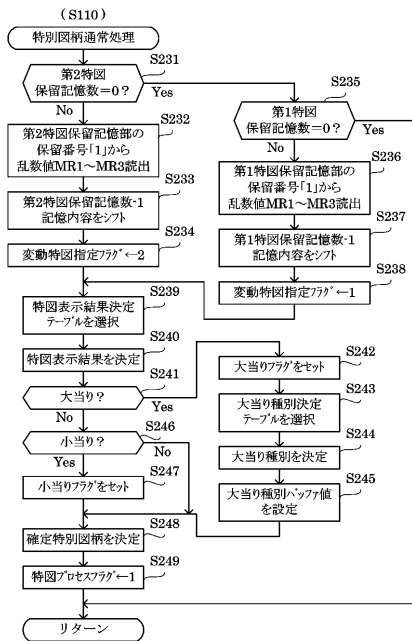 (S110)
特別図柄通常処理
S231
第2特図
保留記憶数=0?
Yes
No
S232
第2特図保留記憶部の
保留番号「1」から
乱数値MR1～MR3読出
S233
第2特図保留記憶数-1
記憶内容をシフト
S234
変動特図指定フラグ←2
S235
第1特図
保留記憶数=0?
Yes
No
S236
第1特図保留記憶部の
保留番号「1」から
乱数値MR1～MR3読出
S237
第1特図保留記憶数-1
記憶内容をシフト
S238
変動特図指定フラグ←1
S239
特図表示結果決定
テーブルを選択
S240
特図表示結果を決定
S241
大当り?
Yes
No
S242
大当りフラグをセット
S243
大当り種別決定
テーブルを選択
S244
大当り種別を決定
S245
大当り種別バッファ値
を設定
S246
小当り?
No
Yes
S247
小当りフラグをセット
S248
確定特別図柄を決定
S249
特図プロセスフラグ←1
リターン